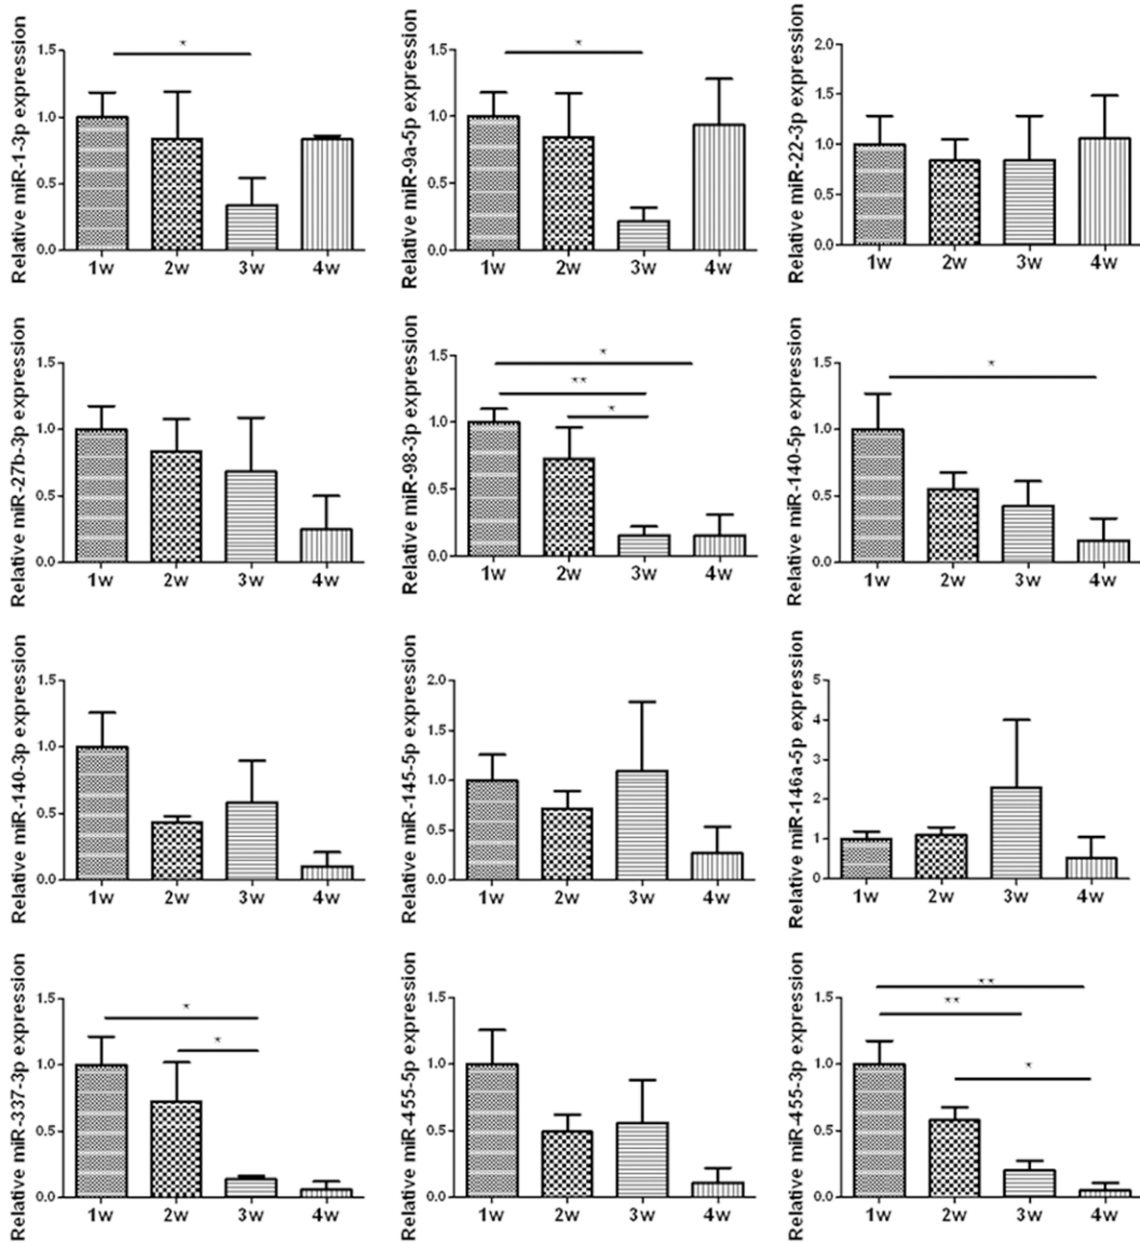 Relative miR-1-3p expression
1.5
1.0
0.5
0.0
*
1w 2w 3w 4w
Relative miR-9a-5p expression
1.5
1.0
0.5
0.0
*
1w 2w 3w 4w
Relative miR-22-3p expression
2.0
1.5
1.0
0.5
0.0
1w 2w 3w 4w
Relative miR-27b-3p expression
1.5
1.0
0.5
0.0
1w 2w 3w 4w
Relative miR-98-3p expression
1.5
1.0
0.5
0.0
*
**
*
1w 2w 3w 4w
Relative miR-140-5p expression
1.5
1.0
0.5
0.0
*
1w 2w 3w 4w
Relative miR-140-3p expression
1.5
1.0
0.5
0.0
1w 2w 3w 4w
Relative miR-145-5p expression
2.0
1.5
1.0
0.5
0.0
1w 2w 3w 4w
Relative miR-146a-5p expression
5
4
3
2
1
0
1w 2w 3w 4w
Relative miR-337-3p expression
1.5
1.0
0.5
0.0
*
*
1w 2w 3w 4w
Relative miR-455-5p expression
1.5
1.0
0.5
0.0
1w 2w 3w 4w
Relative miR-455-3p expression
1.5
1.0
0.5
0.0
**
**
*
1w 2w 3w 4w